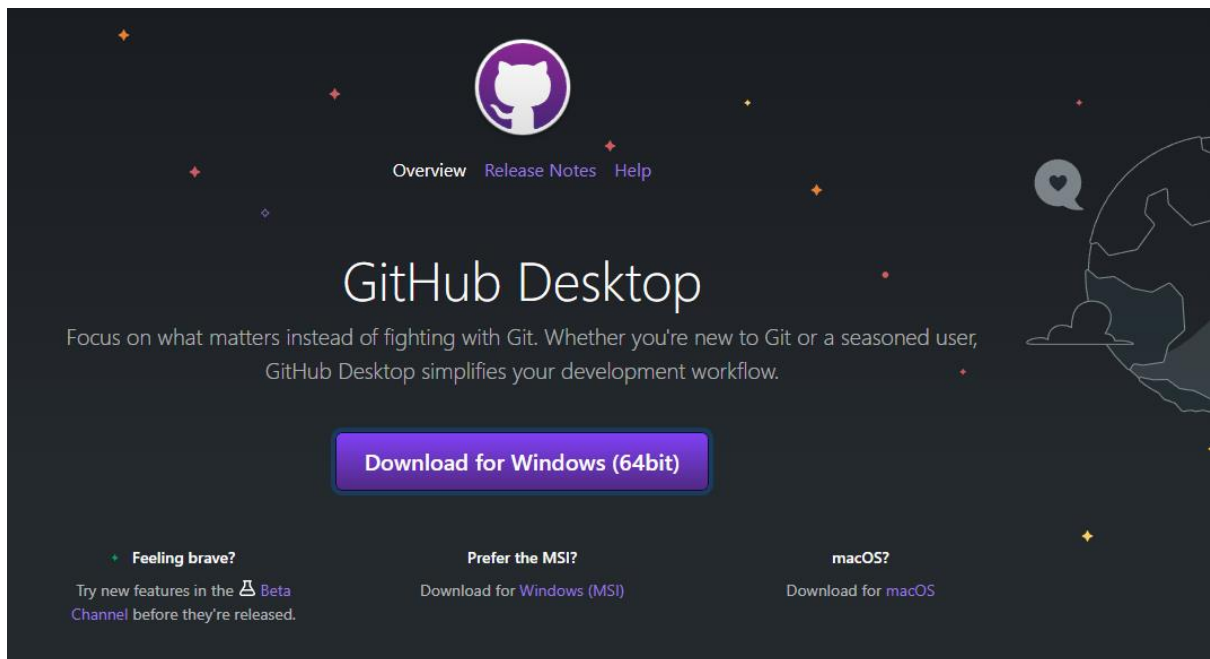 Overview Release Notes Help
GitHub Desktop
Focus on what matters instead of fighting with Git. Whether you're new to Git or a seasoned user,
GitHub Desktop simplifies your development workflow.
Download for Windows (64bit)
Feeling brave?
Try new features in the Beta
Channel before they're released.
Prefer the MSI?
Download for Windows (MSI)
macOS?
Download for macOS